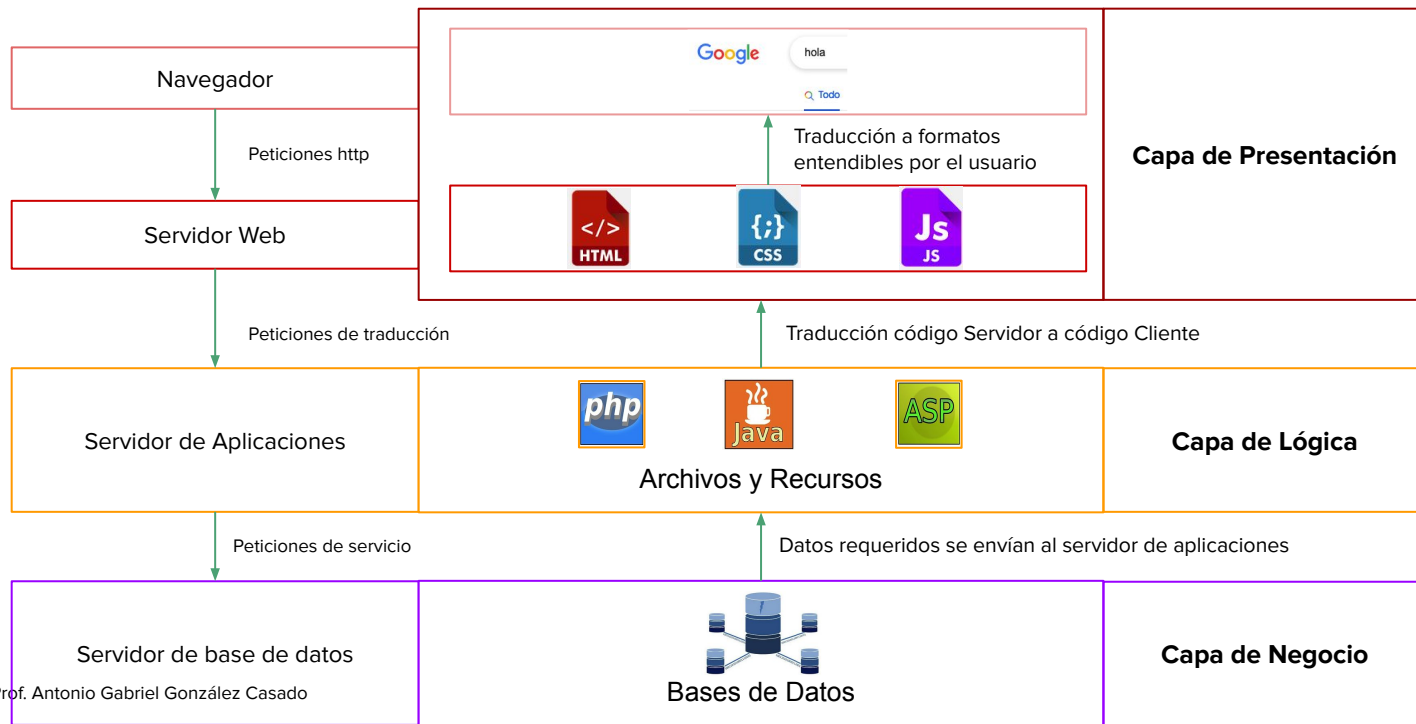 Google
hola
Todo
Navegador
Peticiones http
Traducción a formatos
entendibles por el usuario
Capa de Presentación
Servidor Web
</>
HTML
{;}
CSS
Js
JS
Peticiones de traducción
Traducción código Servidor a código Cliente
Servidor de Aplicaciones
php
Java
ASP
Archivos y Recursos
Capa de Lógica
Peticiones de servicio
Datos requeridos se envían al servidor de aplicaciones
Servidor de base de datos
Bases de Datos
Capa de Negocio
Prof. Antonio Gabriel González Casado